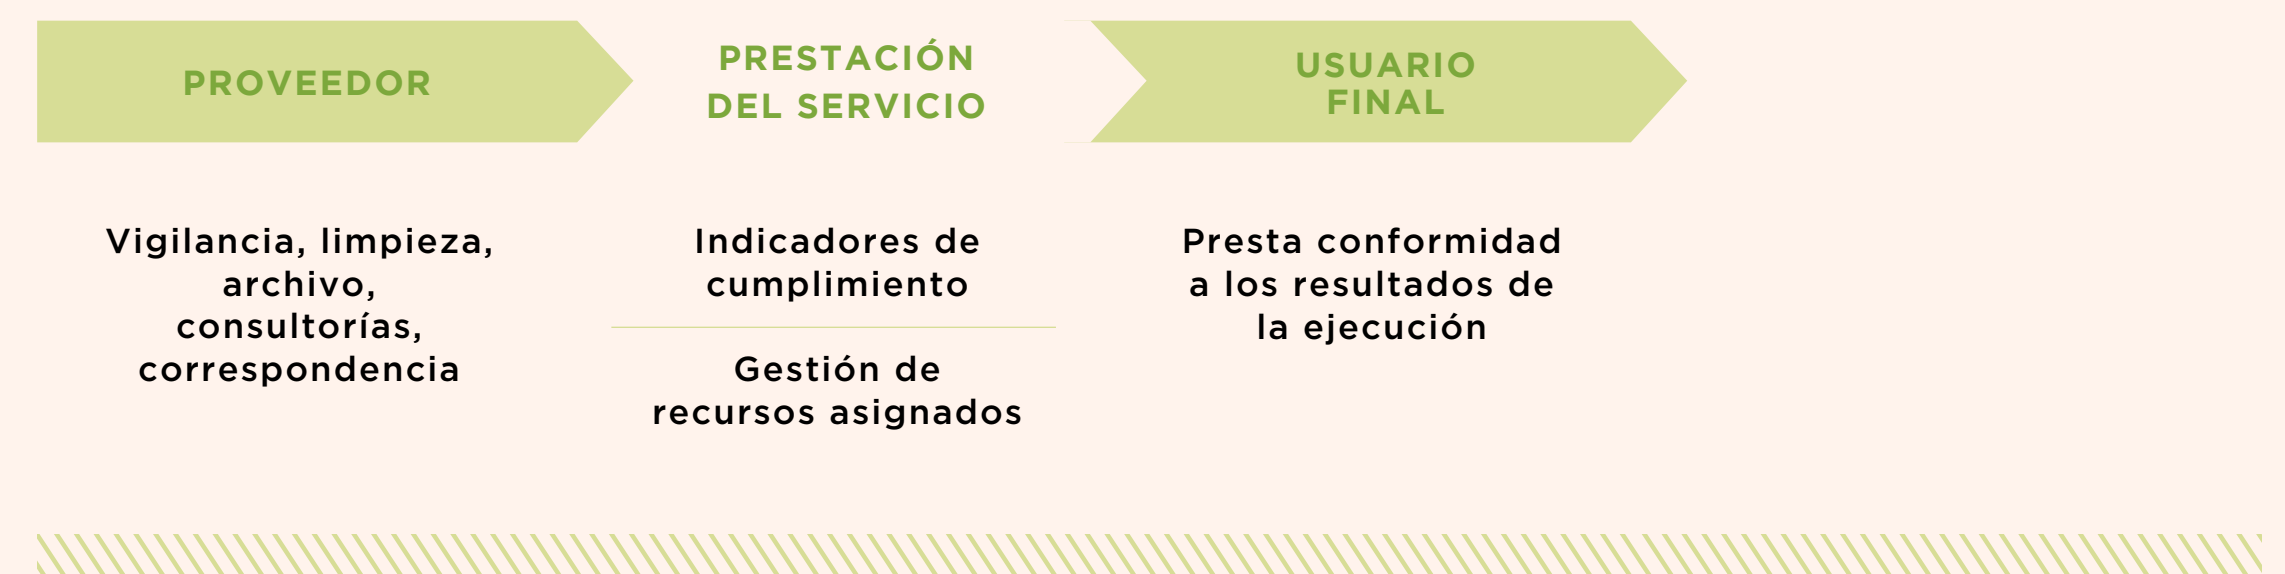 PROVEEDOR
PRESTACIÓN
DEL SERVICIO
USUARIO
FINAL
Vigilancia, limpieza,
archivo,
consultorías,
correspondencia
Indicadores de
cumplimiento
Gestión de
recursos asignados
Presta conformidad
a los resultados de
la ejecución